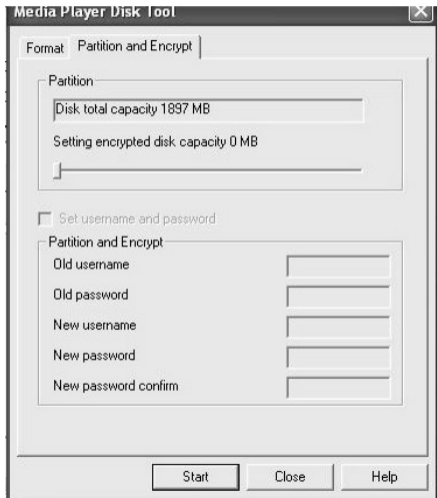 Media Player Disk Tool
Format Partition and Encrypt
Partition
Disk total capacity 1897 MB
Setting encrypted disk capacity 0 MB
Set username and password
Partition and Encrypt
Old username
Old password
New username
New password
New password confirm
Start Close Help